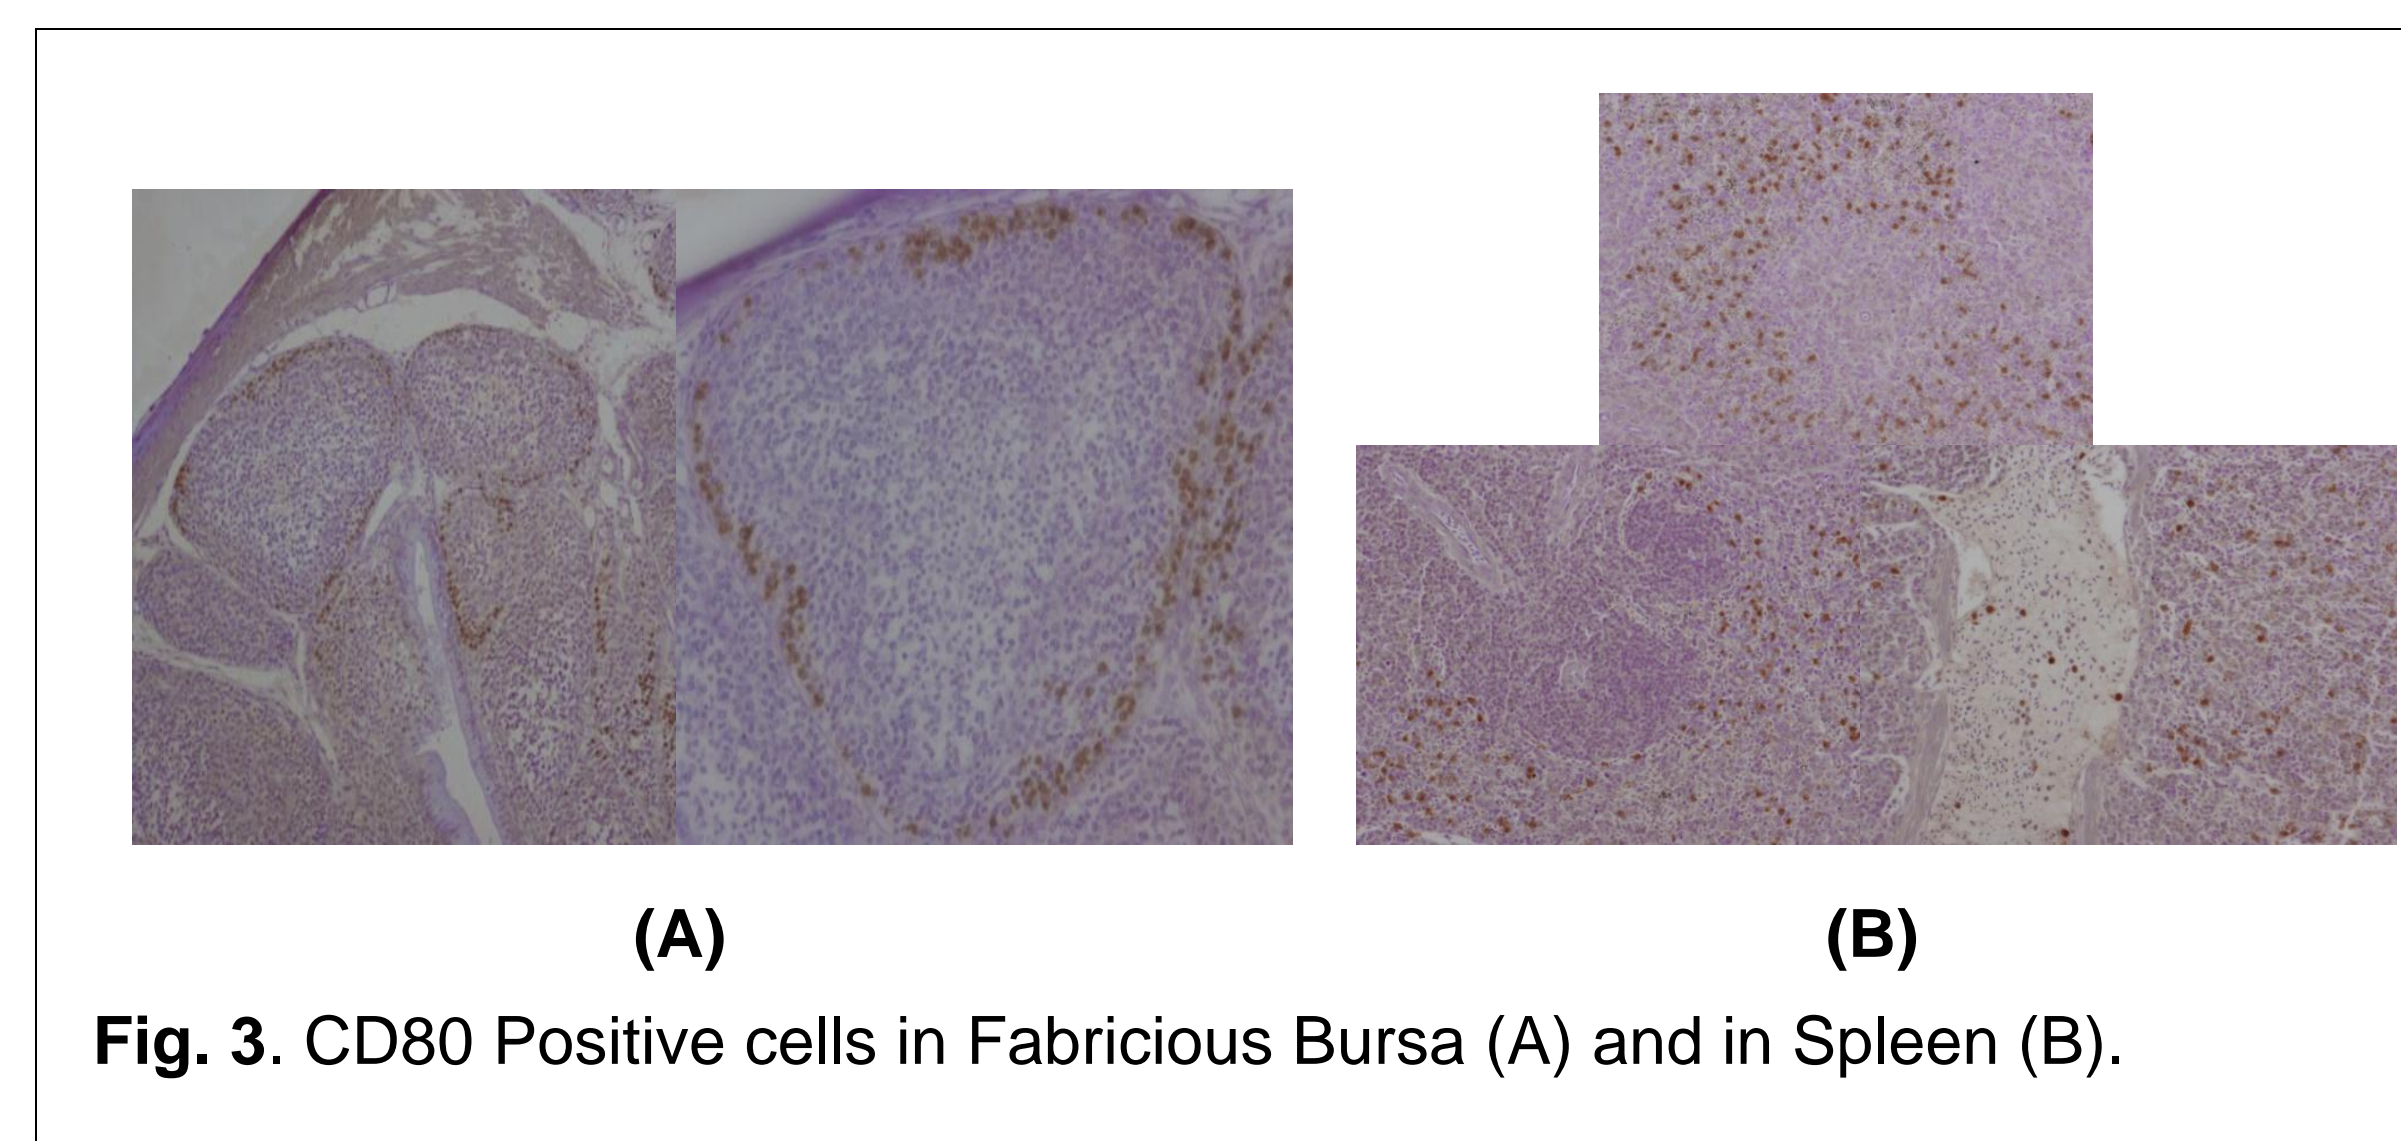 (A)
(B)
Fig. 3. CD80 Positive cells in Fabricious Bursa (A) and in Spleen (B).